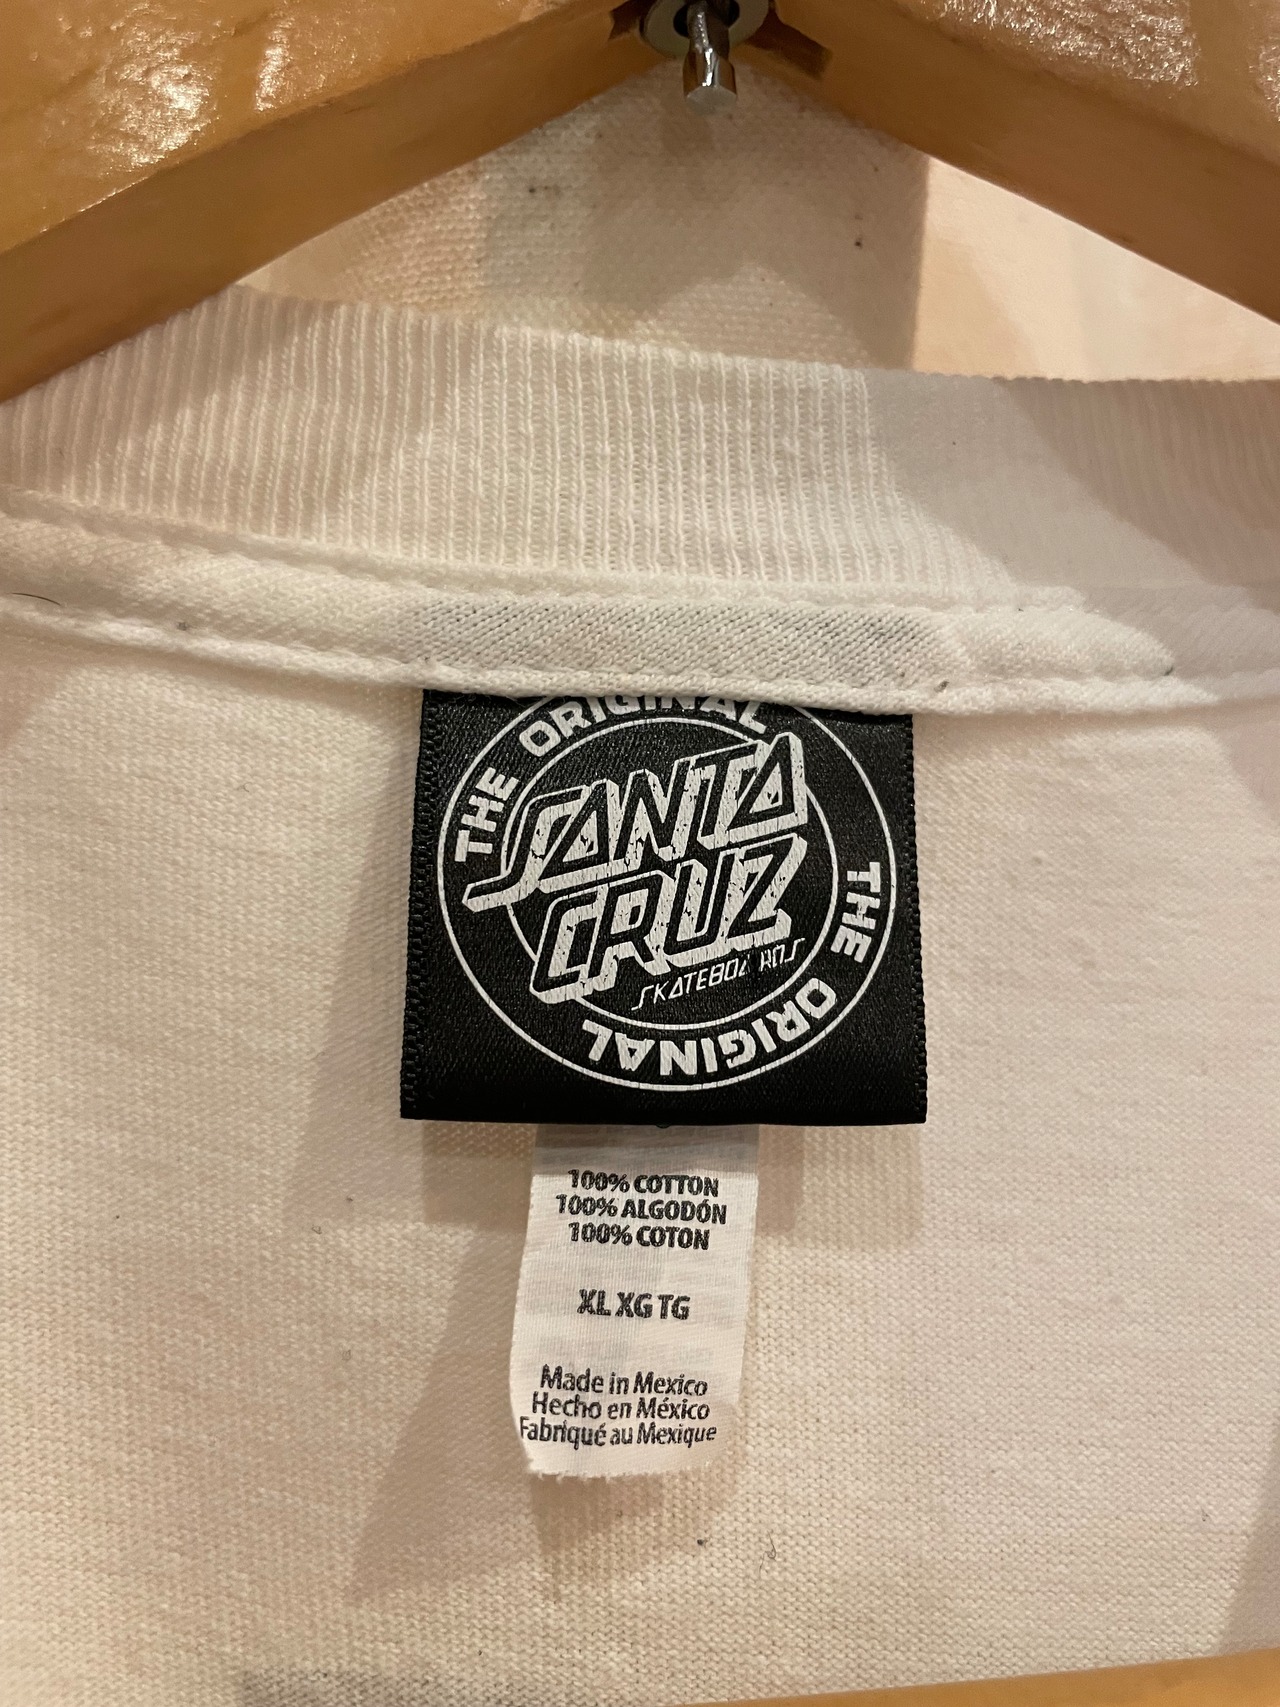 THE ORIGINAL
SANTA
CRUZ
SKATEBOARDS
THE ORIGINAL
100% COTTON
100% ALGODÓN
100% COTON
XL XG TG
Made in Mexico
Hecho en México
Fabriqué au Mexique